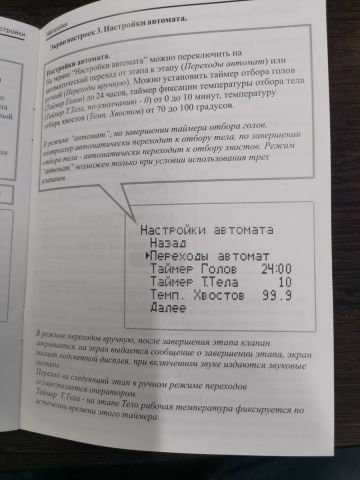 Настройки
Экран настроек 3. Настройки автомата.
Настройки автомата.
На экране “Настройки автомата” можно переключить на
автоматический переход от этапа к этапу (Переходы автомат) или
ручной (Переходы вручную). Можно установить таймер отбора голов
(Таймер Голов) до 24 часов, таймер фиксации температуры отбора тела
(Таймер Т.Тела, по-умолчанию - 0) от 0 до 10 минут, температуру
отбора хвостов (Темп. Хвостов) от 70 до 100 градусов.
В режиме "автомат", по завершении таймера отбора голов,
контроллер автоматически переходит к отбору тела, по завершении
отбора тела - автоматически переходит к отбору хвостов. Режим
"автомат" возможен только при условии использования трех
клапанов.
Настройки автомата
Назад
Переходы автомат
Таймер Голов 24:00
Таймер Т.Тела 10
Темп. Хвостов 99.9
Далее
В режиме переходов вручную, после завершения этапа клапан
закрывается, на экран выдается сообщение о завершении этапа, экран
мигает подсветкой дисплея, при включенном звуке издаются звуковые
сигналы.
Переход на следующий этап в ручном режиме переходов
осуществляется оператором.
Таймер Т.Тела - на этапе Тело рабочая температура фиксируется по
истечении времени этого таймера.